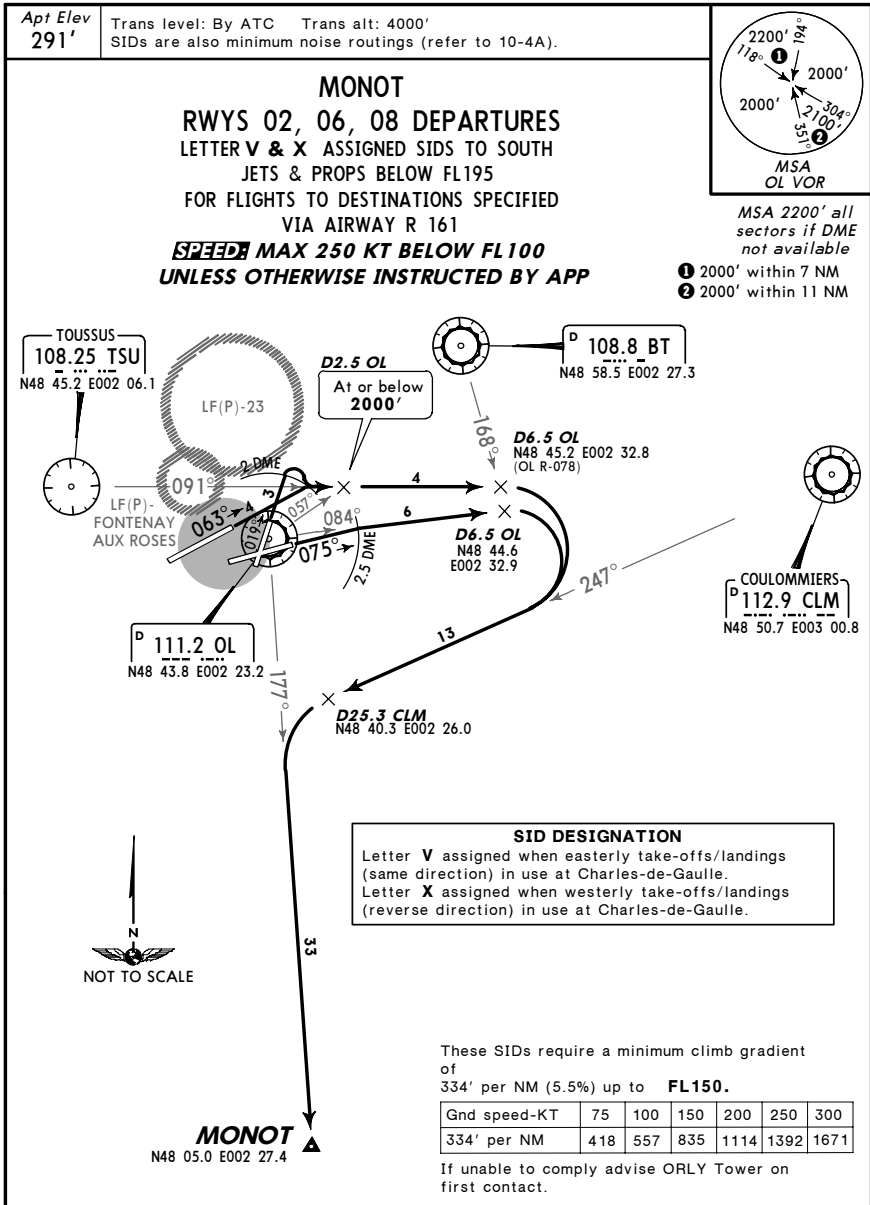 Apt Elev
291'
Trans level: By ATC Trans alt: 4000'
SIDs are also minimum noise routings (refer to 10-4A).
MONOT
RWYS 02, 06, 08 DEPARTURES
LETTER V & X ASSIGNED SIDS TO SOUTH
JETS & PROPS BELOW FL195
FOR FLIGHTS TO DESTINATIONS SPECIFIED
VIA AIRWAY R 161
SPEED: MAX 250 KT BELOW FL100
UNLESS OTHERWISE INSTRUCTED BY APP
2200'
194°
118°
1
2000'
2000'
304°
2100'
351°
2
MSA
OL VOR
MSA 2200' all
sectors if DME
not available
1 2000' within 7 NM
2 2000' within 11 NM
TOUSSUS
108.25 TSU
N48 45.2 E002 06.1
LF(P)-23
D2.5 OL
At or below
2000'
D 108.8 BT
N48 58.5 E002 27.3
168°
D6.5 OL
N48 45.2 E002 32.8
(OL R-078)
2 DME
091°
LF(P)-
FONTENAY
AUX ROSES
063°
4
3
019°
057°
4
084°
6
075°
2.5 DME
D6.5 OL
N48 44.6
E002 32.9
247°
COULOMMIERS
D 112.9 CLM
N48 50.7 E003 00.8
D 111.2 OL
N48 43.8 E002 23.2
13
177°
D25.3 CLM
N48 40.3 E002 26.0
SID DESIGNATION
Letter V assigned when easterly take-offs/landings
(same direction) in use at Charles-de-Gaulle.
Letter X assigned when westerly take-offs/landings
(reverse direction) in use at Charles-de-Gaulle.
N
NOT TO SCALE
33
MONOT
N48 05.0 E002 27.4
These SIDs require a minimum climb gradient
of
334' per NM (5.5%) up to FL150.
Gnd speed-KT 75 100 150 200 250 300
334' per NM 418 557 835 1114 1392 1671
If unable to comply advise ORLY Tower on
first contact.